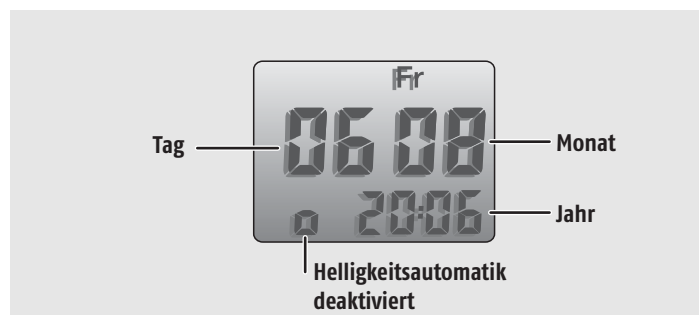 Fr
Tag
06 08
Monat
o 20:06
Jahr
Helligkeitsautomatik
deaktiviert